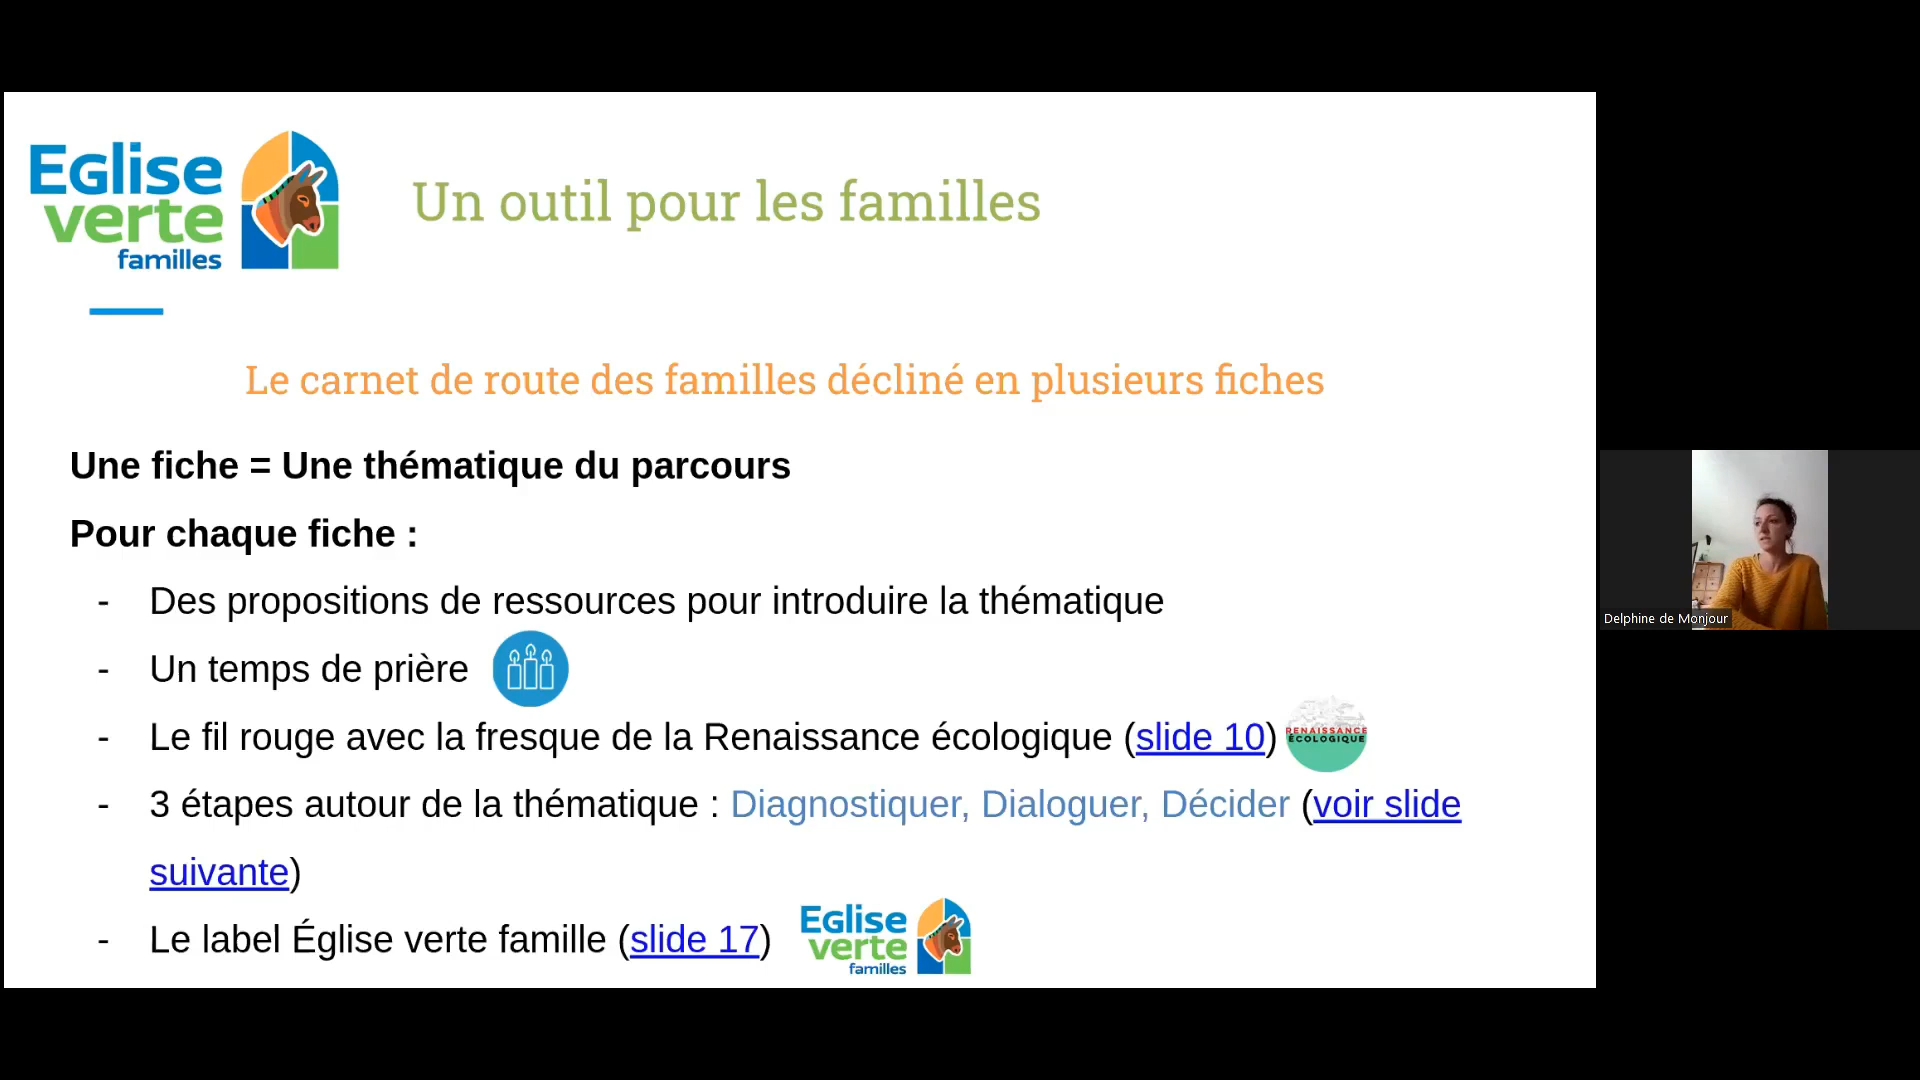 Eglise
verte
familles
Un outil pour les familles
Le carnet de route des familles décliné en plusieurs fiches
Une fiche = Une thématique du parcours
Pour chaque fiche :
- Des propositions de ressources pour introduire la thématique
- Un temps de prière
- Le fil rouge avec la fresque de la Renaissance écologique (slide 10)
RENAISSANCE
ÉCOLOGIQUE
- 3 étapes autour de la thématique : Diagnostiquer, Dialoguer, Décider (voir slide
suivante)
- Le label Église verte famille (slide 17)
Eglise
verte
familles
Delphine de Monjour